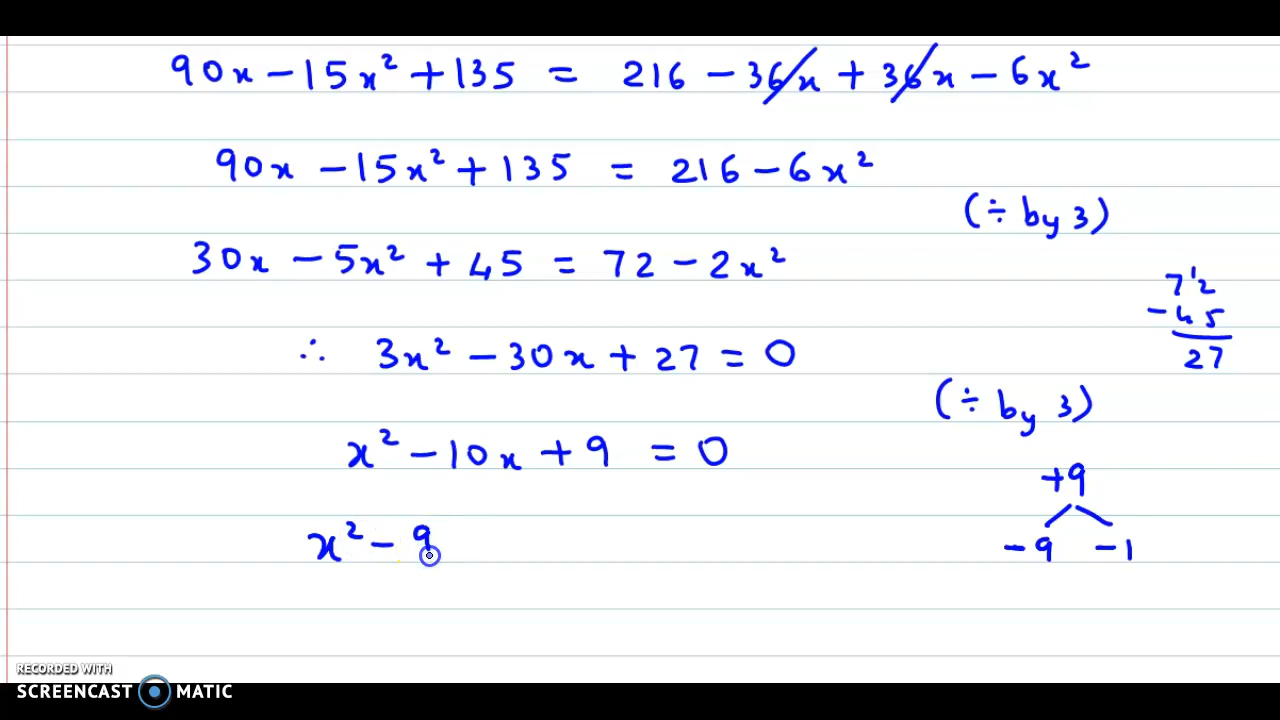 90x - 15x² + 135 = 216 - 36x + 36x - 6x²
90x - 15x² + 135 = 216 - 6x²
(÷ by 3)
30x - 5x² + 45 = 72 - 2x²
7¹2
- 45
27
∴ 3x² - 30x + 27 = 0
(÷ by 3)
x² - 10x + 9 = 0
+9
-9 -1
x² - 9
RECORDED WITH
SCREENCAST MATIC